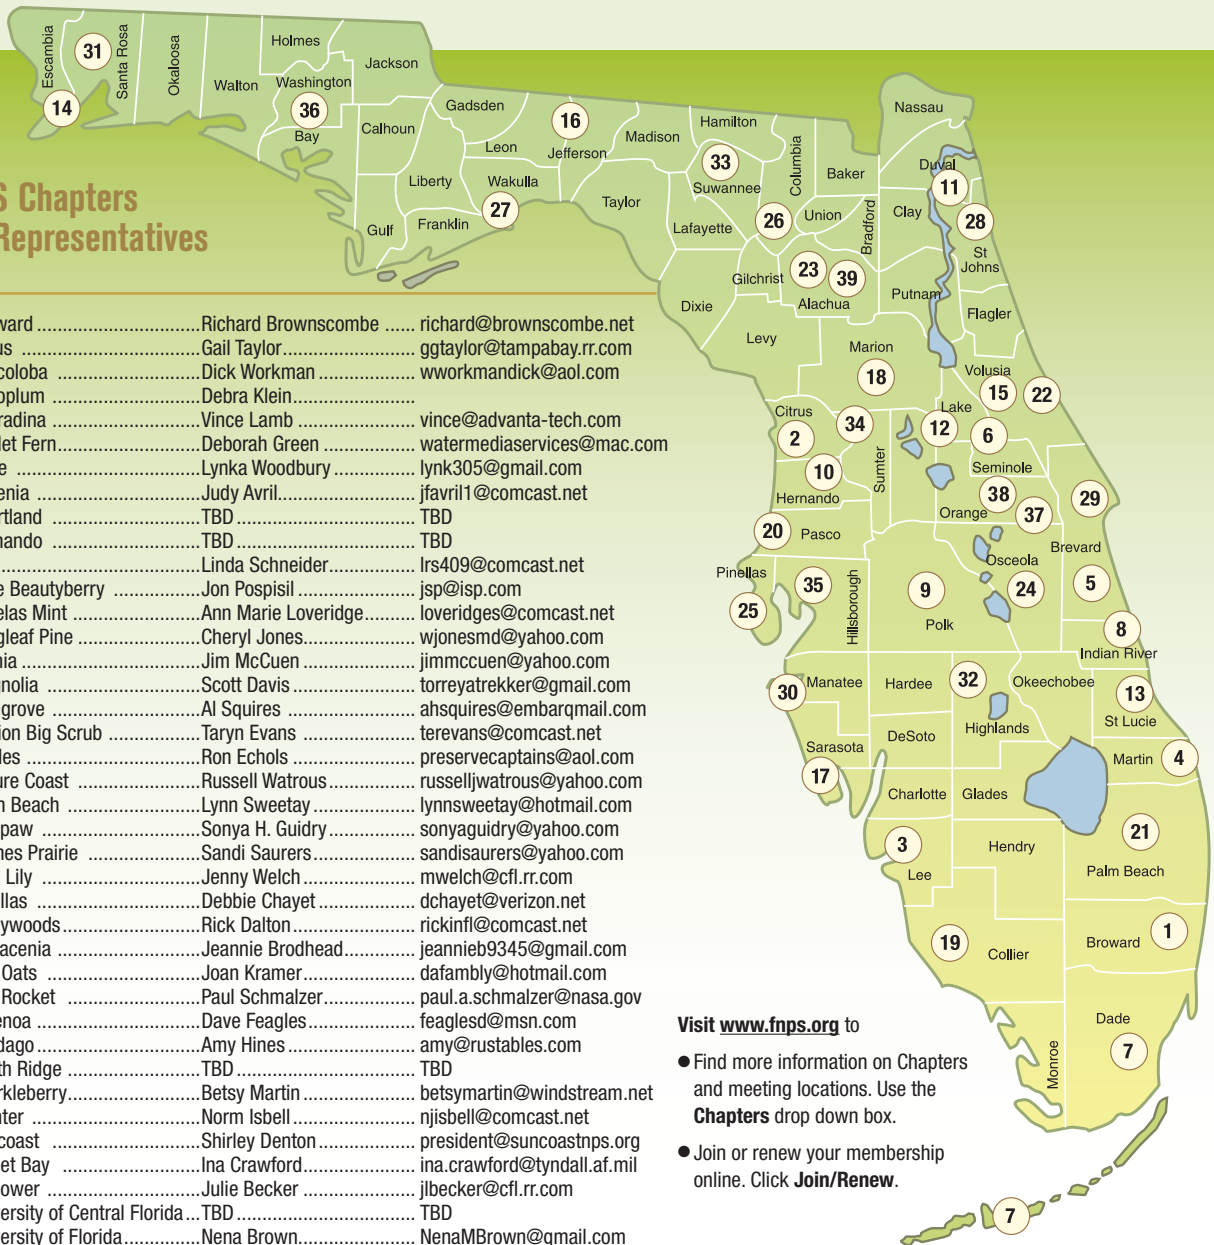 S Chapters
Representatives
ward ................................ Richard Brownscombe ...... richard@brownscombe.net
us ................................... Gail Taylor......................... ggtaylor@tampabay.rr.com
coloba ........................... Dick Workman .................. wworkmandick@aol.com
oplum ........................... Debra Klein.......................
radina ............................ Vince Lamb ...................... vince@advanta-tech.com
let Fern........................... Deborah Green ................. watermediaservices@mac.com
e ................................... Lynka Woodbury ............... lynk305@gmail.com
enia ............................... Judy Avril.......................... jfavril1@comcast.net
rtland ............................ TBD .................................. TBD
nando ............................ TBD .................................. TBD
....................................... Linda Schneider................ lrs409@comcast.net
e Beautyberry ................ Jon Pospisil ...................... jsp@isp.com
elas Mint ....................... Ann Marie Loveridge......... loveridges@comcast.net
gleaf Pine ....................... Cheryl Jones..................... wjonesmd@yahoo.com
nia .................................. Jim McCuen ..................... jimmccuen@yahoo.com
nolia .............................. Scott Davis ....................... torreyatrekker@gmail.com
grove ............................. Al Squires ........................ ahsquires@embarqmail.com
ion Big Scrub ................. Taryn Evans ...................... terevans@comcast.net
les .................................. Ron Echols ....................... preservecaptains@aol.com
ure Coast ....................... Russell Watrous................ russelljwatrous@yahoo.com
n Beach .......................... Lynn Sweetay ................... lynnsweetay@hotmail.com
paw ............................... Sonya H. Guidry................ sonyaguidry@yahoo.com
nes Prairie ..................... Sandi Saurers................... sandisaurers@yahoo.com
Lily ................................ Jenny Welch ..................... mwelch@cfl.rr.com
llas ................................. Debbie Chayet .................. dchayet@verizon.net
ywoods.......................... Rick Dalton....................... rickinfl@comcast.net
racenia .......................... Jeannie Brodhead............. jeannieb9345@gmail.com
Oats .............................. Joan Kramer..................... dafambly@hotmail.com
Rocket .......................... Paul Schmalzer................. paul.a.schmalzer@nasa.gov
enoa .............................. Dave Feagles.................... feaglesd@msn.com
dago............................... Amy Hines ....................... amy@rustables.com
th Ridge ......................... TBD .................................. TBD
rkleberry......................... Betsy Martin ..................... betsymartin@windstream.net
nter ................................ Norm Isbell ...................... njisbell@comcast.net
coast ............................. Shirley Denton.................. president@suncoastnps.org
et Bay ............................ Ina Crawford..................... ina.crawford@tyndall.af.mil
ower .............................. Julie Becker ..................... jlbecker@cfl.rr.com
ersity of Central Florida ... TBD .................................. TBD
ersity of Florida............... Nena Brown...................... NenaMBrown@gmail.com
Escambia
31
Santa Rosa
14
Okaloosa
Walton
Holmes
Washington
36
Bay
Jackson
Calhoun
Gulf
Gadsden
Liberty
Franklin
Leon
Wakulla
27
16
Jefferson
Madison
Taylor
Hamilton
33
Suwannee
Lafayette
Columbia
26
Baker
Union
Bradford
Nassau
Duval
11
Clay
28
St
Johns
Gilchrist
23
39
Alachua
Putnam
Flagler
Dixie
Levy
Marion
18
Volusia
15
22
Citrus
2
34
Lake
12
6
Sumter
10
Hernando
Seminole
38
Orange
37
29
20
Pasco
Osceola
24
Brevard
5
Pinellas
25
35
Hillsborough
9
Polk
8
Indian River
30
Manatee
Hardee
32
Highlands
Okeechobee
13
St Lucie
Sarasota
17
DeSoto
Martin
4
Charlotte
Glades
3
Lee
Hendry
21
Palm Beach
19
Collier
Broward
1
Monroe
Dade
7
7
Visit www.fnps.org to
● Find more information on Chapters
and meeting locations. Use the
Chapters drop down box.
● Join or renew your membership
online. Click Join/Renew.